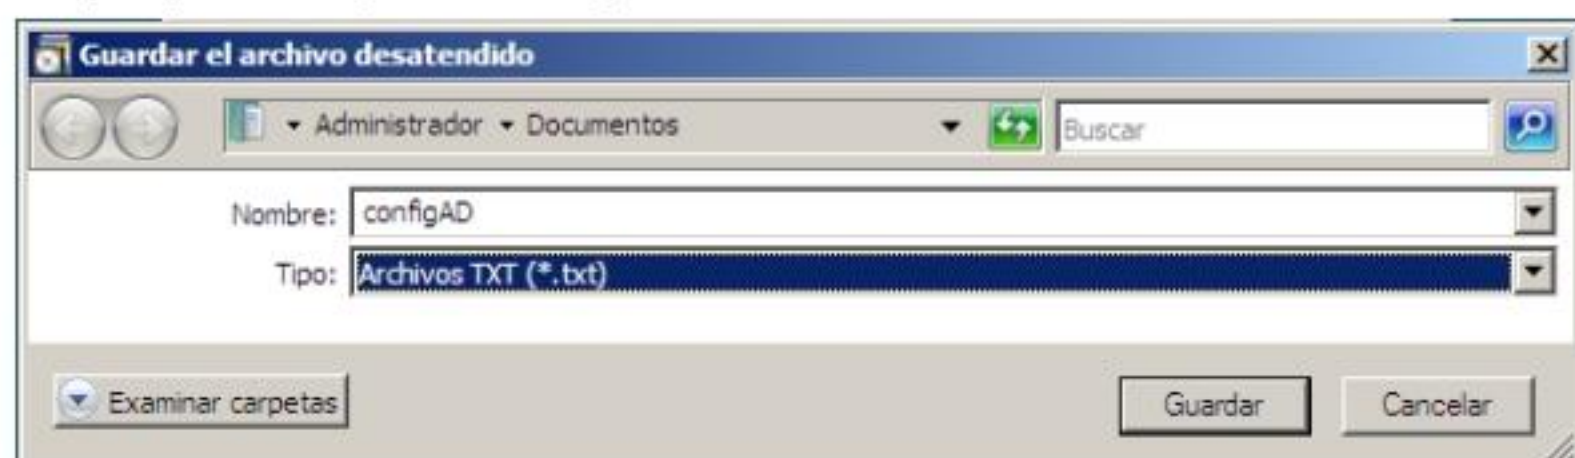 Guardar el archivo desatendido
Administrador Documentos Buscar
Nombre: configAD
Tipo: Archivos TXT (*.txt)
Examinar carpetas Guardar Cancelar